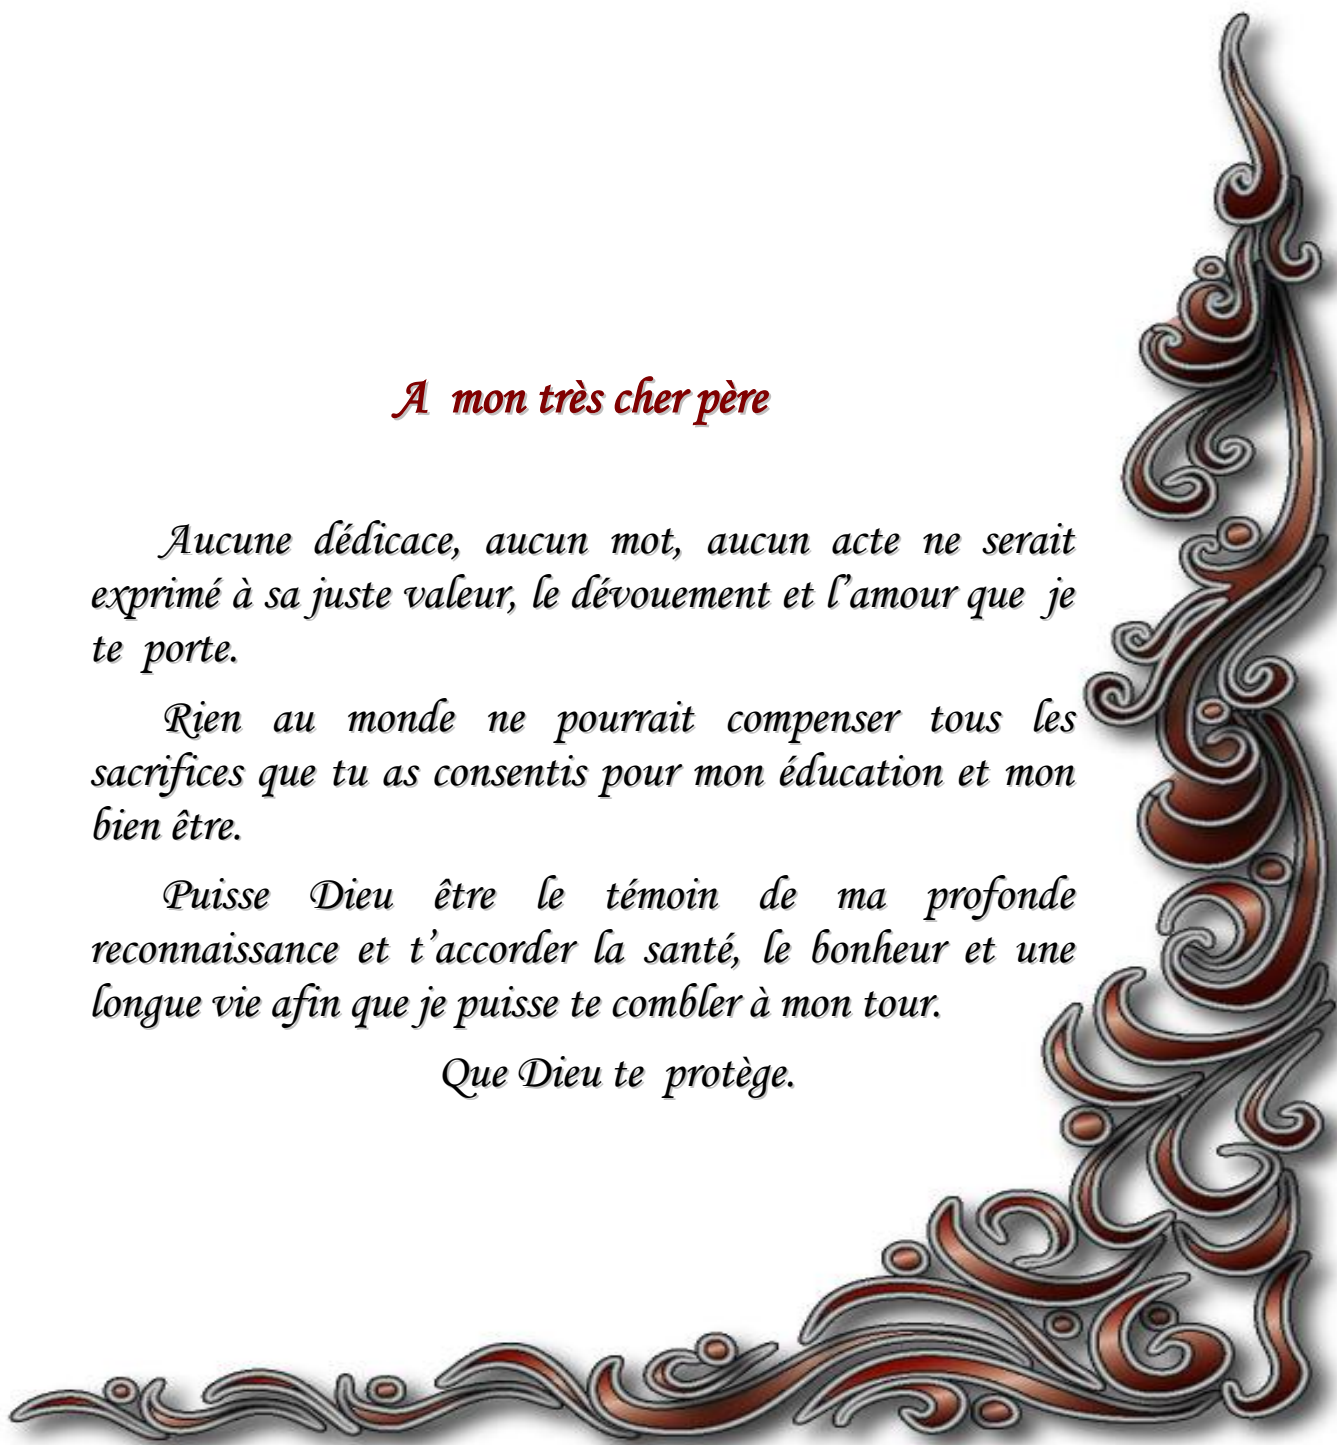 A mon très cher père
Aucune dédicace, aucun mot, aucun acte ne serait
exprimé à sa juste valeur, le dévouement et l’amour que je
te porte.
Rien au monde ne pourrait compenser tous les
sacrifices que tu as consentis pour mon éducation et mon
bien être.
Puisse Dieu être le témoin de ma profonde
reconnaissance et t’accorder la santé, le bonheur et une
longue vie afin que je puisse te combler à mon tour.
Que Dieu te protège.